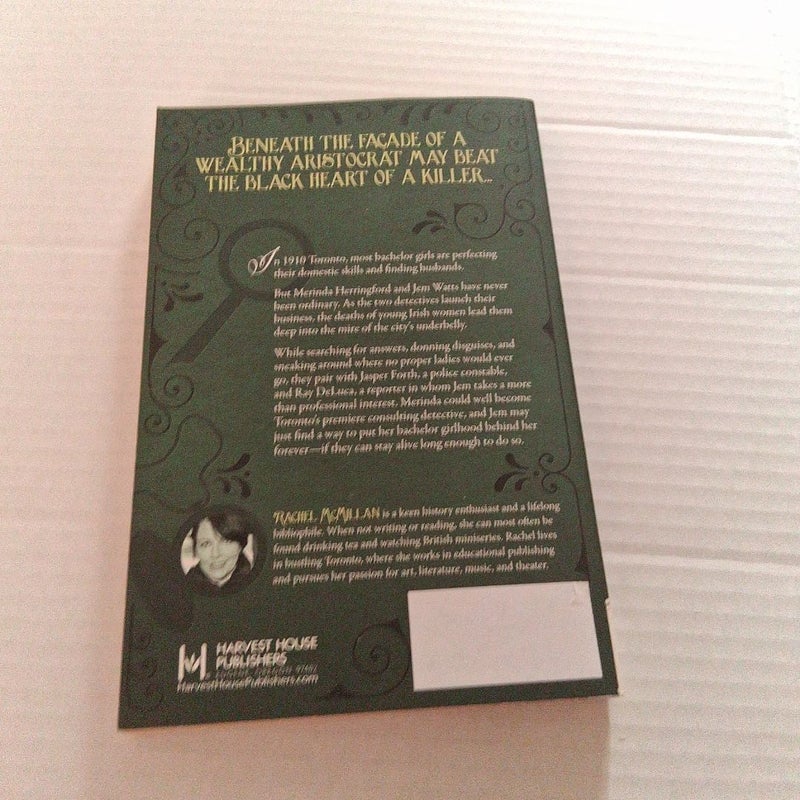 BENEATH THE FAÇADE OF A
WEALTHY ARISTOCRAT MAY BEAT
THE BLACK HEART OF A KILLER...
In 1910 Toronto, most bachelor girls are perfecting
their domestic skills and finding husbands.
But Merinda Herringford and Jem Watts have never
been ordinary. As the two detectives launch their
business, the deaths of young Irish women lead them
deep into the mire of the city's underbelly.
While searching for answers, donning disguises, and
sneaking around where no proper ladies would ever
go, they pair with Jasper Forth, a police constable,
and Ray DeLuca, a reporter in whom Jem takes a more
than professional interest. Merinda could well become
Toronto's premiere consulting detective, and Jem may
just find a way to put her bachelor girlhood behind her
forever—if they can stay alive long enough to do so.
RACHEL MCMILLAN is a keen history enthusiast and a lifelong
bibliophile. When not writing or reading, she can most often be
found drinking tea and watching British miniseries. Rachel lives
in bustling Toronto, where she works in educational publishing
and pursues her passion for art, literature, music, and theater.
HARVEST HOUSE
PUBLISHERS
EUGENE, OREGON 97402
HarvestHousePublishers.com